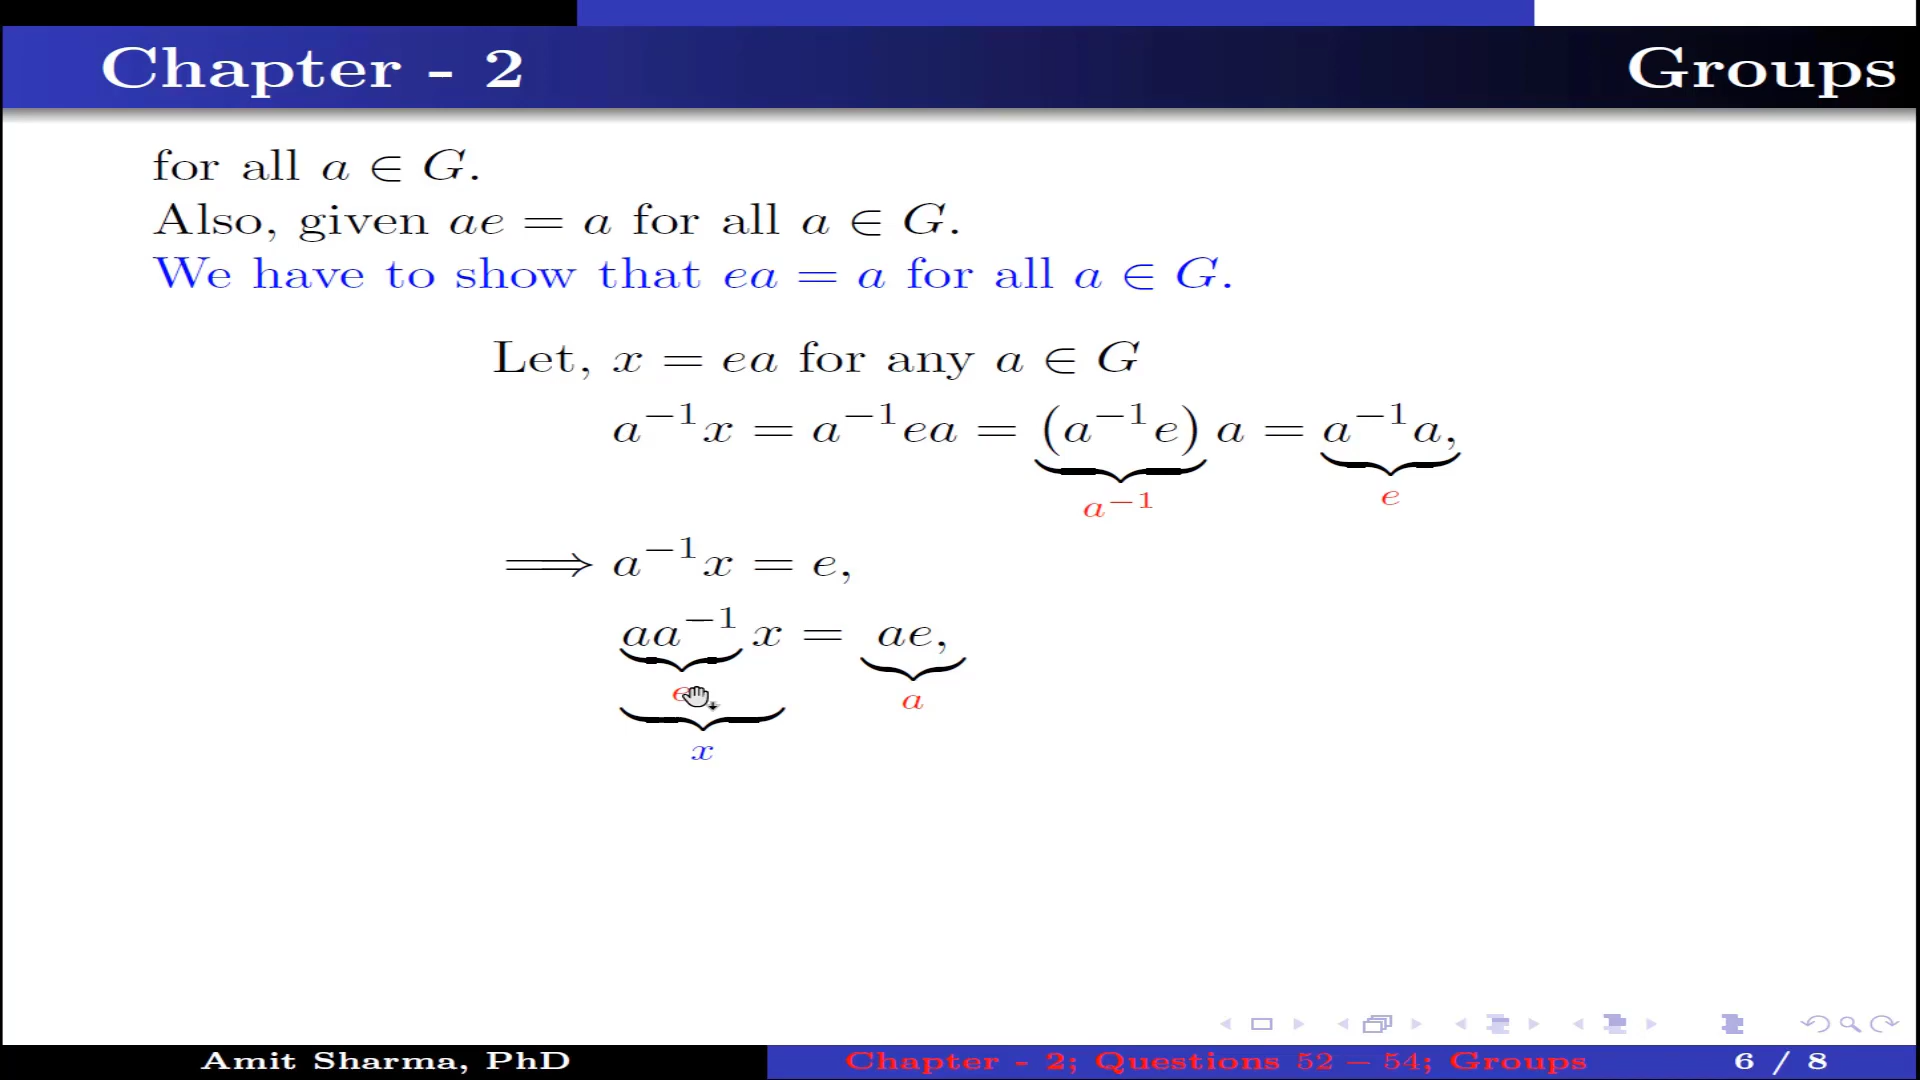 Chapter - 2 Groups
for all a ∈ G.
Also, given ae = a for all a ∈ G.
We have to show that ea = a for all a ∈ G.
Let, x = ea for any a ∈ G
a⁻¹x = a⁻¹ea = (a⁻¹e) a = a⁻¹a,
a⁻¹ e
⟹ a⁻¹x = e,
aa⁻¹ x = ae,
e a
x
Amit Sharma, PhD Chapter - 2; Questions 52 − 54; Groups 6 / 8